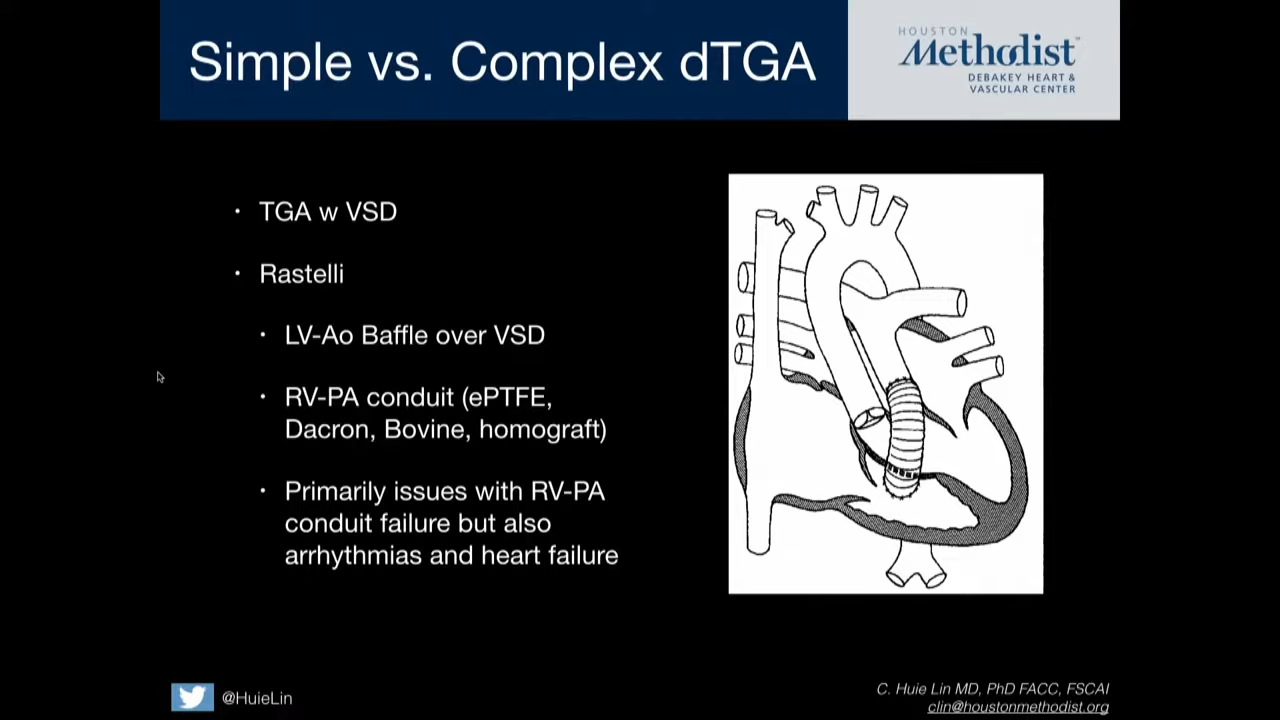 Simple vs. Complex dTGA
HOUSTON
Methodist
DEBAKEY HEART &
VASCULAR CENTER
• TGA w VSD
• Rastelli
• LV-Ao Baffle over VSD
• RV-PA conduit (ePTFE,
Dacron, Bovine, homograft)
• Primarily issues with RV-PA
conduit failure but also
arrhythmias and heart failure
@HuieLin
C. Huie Lin MD, PhD FACC, FSCAI
clin@houstonmethodist.org